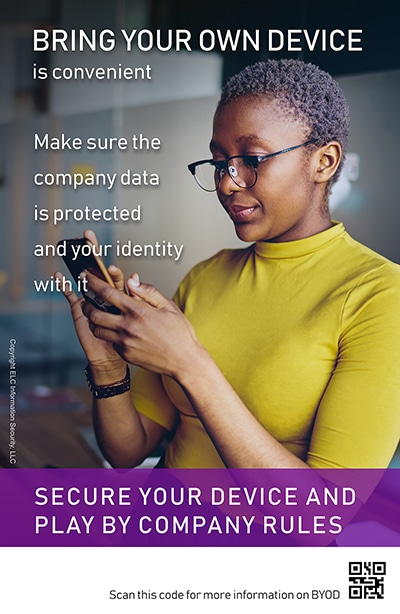 BRING YOUR OWN DEVICE
is convenient
Make sure the
company data
is protected
and your identity
with it
Copyright ELC Information Security, LLC
SECURE YOUR DEVICE AND
PLAY BY COMPANY RULES
Scan this code for more information on BYOD